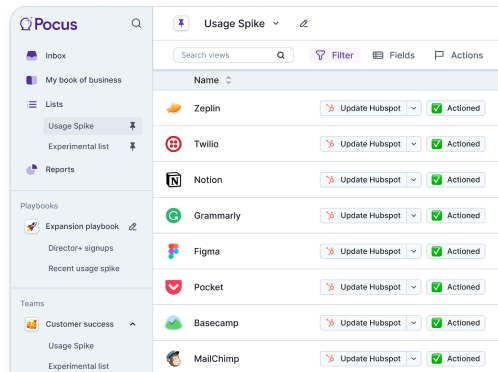 Pocus
Inbox
My book of business
Lists
Usage Spike
Experimental list
Reports
Playbooks
Expansion playbook
Director+ signups
Recent usage spike
Teams
Customer success
Usage Spike
Experimental list
Usage Spike
Search views
Filter
Fields
Actions
Name
Zeplin Update Hubspot Actioned
Twilio Update Hubspot Actioned
Notion Update Hubspot Actioned
Grammarly Update Hubspot Actioned
Figma Update Hubspot Actioned
Pocket Update Hubspot Actioned
Basecamp Update Hubspot Actioned
MailChimp Update Hubspot Actioned